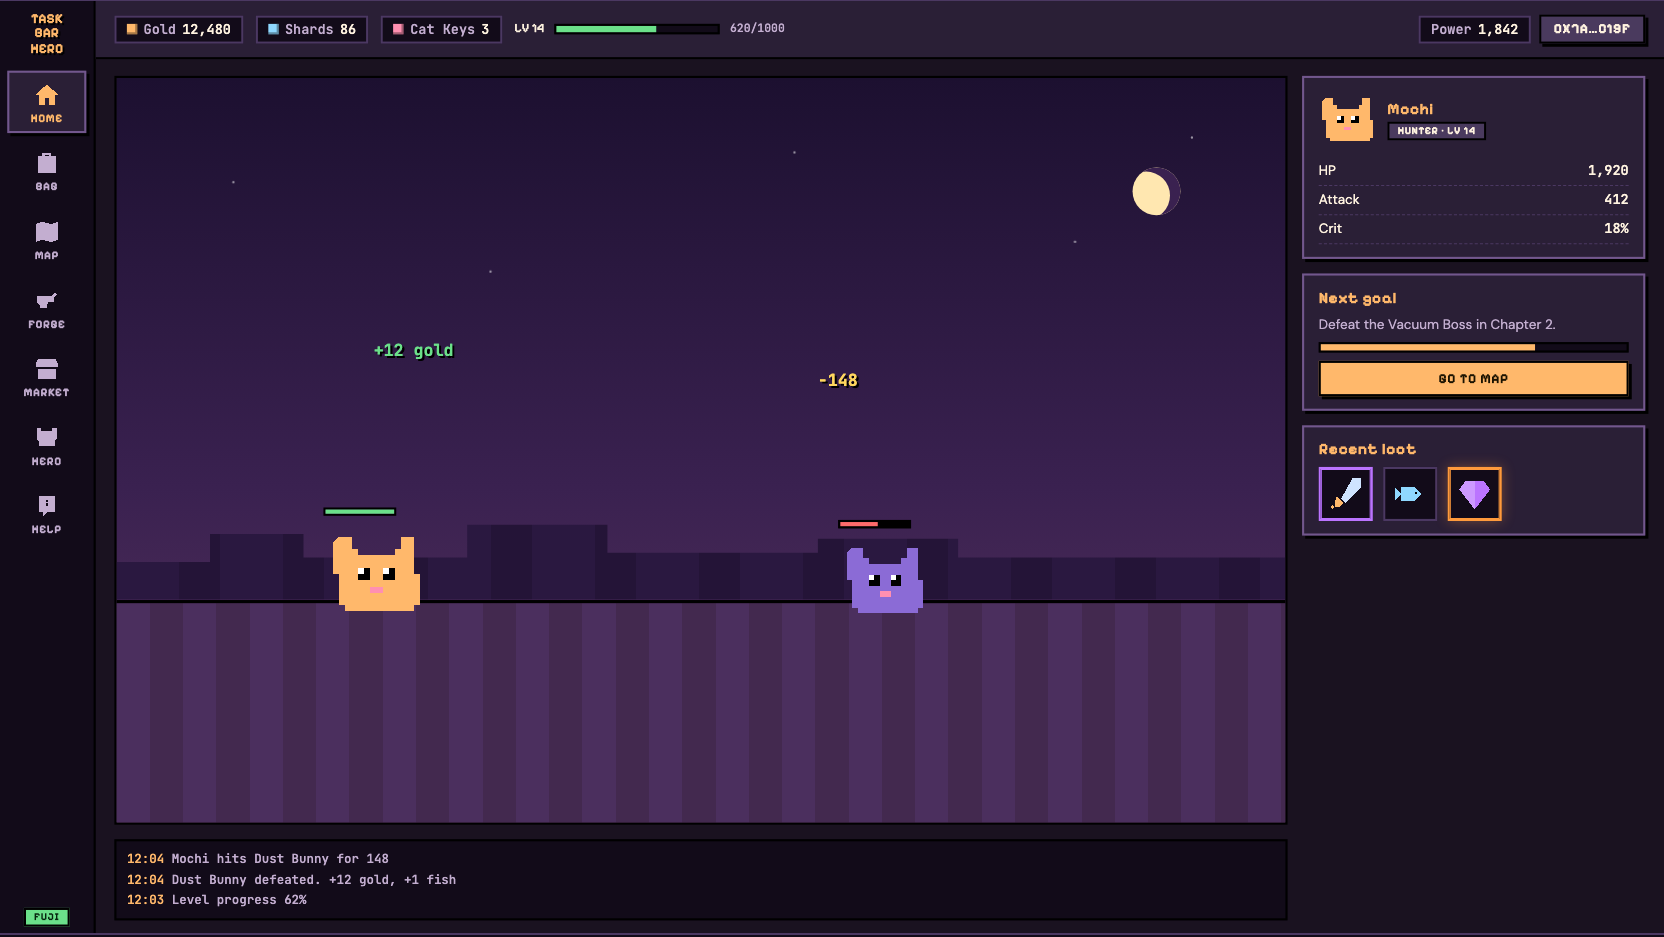 TASK
BAR
HERO
Gold 12,480
Shards 86
Cat Keys 3
LV 14
620/1000
Power 1,842
0X7A…019F
HOME
BAG
MAP
FORGE
MARKET
HERO
HELP
FUJI
+12 gold
-148
12:04 Mochi hits Dust Bunny for 148
12:04 Dust Bunny defeated. +12 gold, +1 fish
12:03 Level progress 62%
Mochi
HUNTER · LV 14
HP 1,920
Attack 412
Crit 18%
Next goal
Defeat the Vacuum Boss in Chapter 2.
GO TO MAP
Recent loot